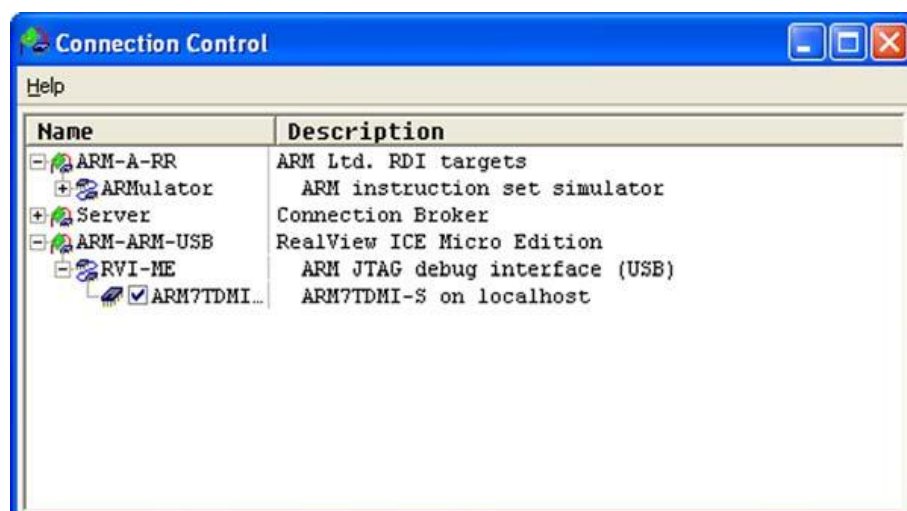 Connection Control
Help
Name Description
ARM-A-RR ARM Ltd. RDI targets
ARMulator ARM instruction set simulator
Server Connection Broker
ARM-ARM-USB RealView ICE Micro Edition
RVI-ME ARM JTAG debug interface (USB)
ARM7TDMI... ARM7TDMI-S on localhost